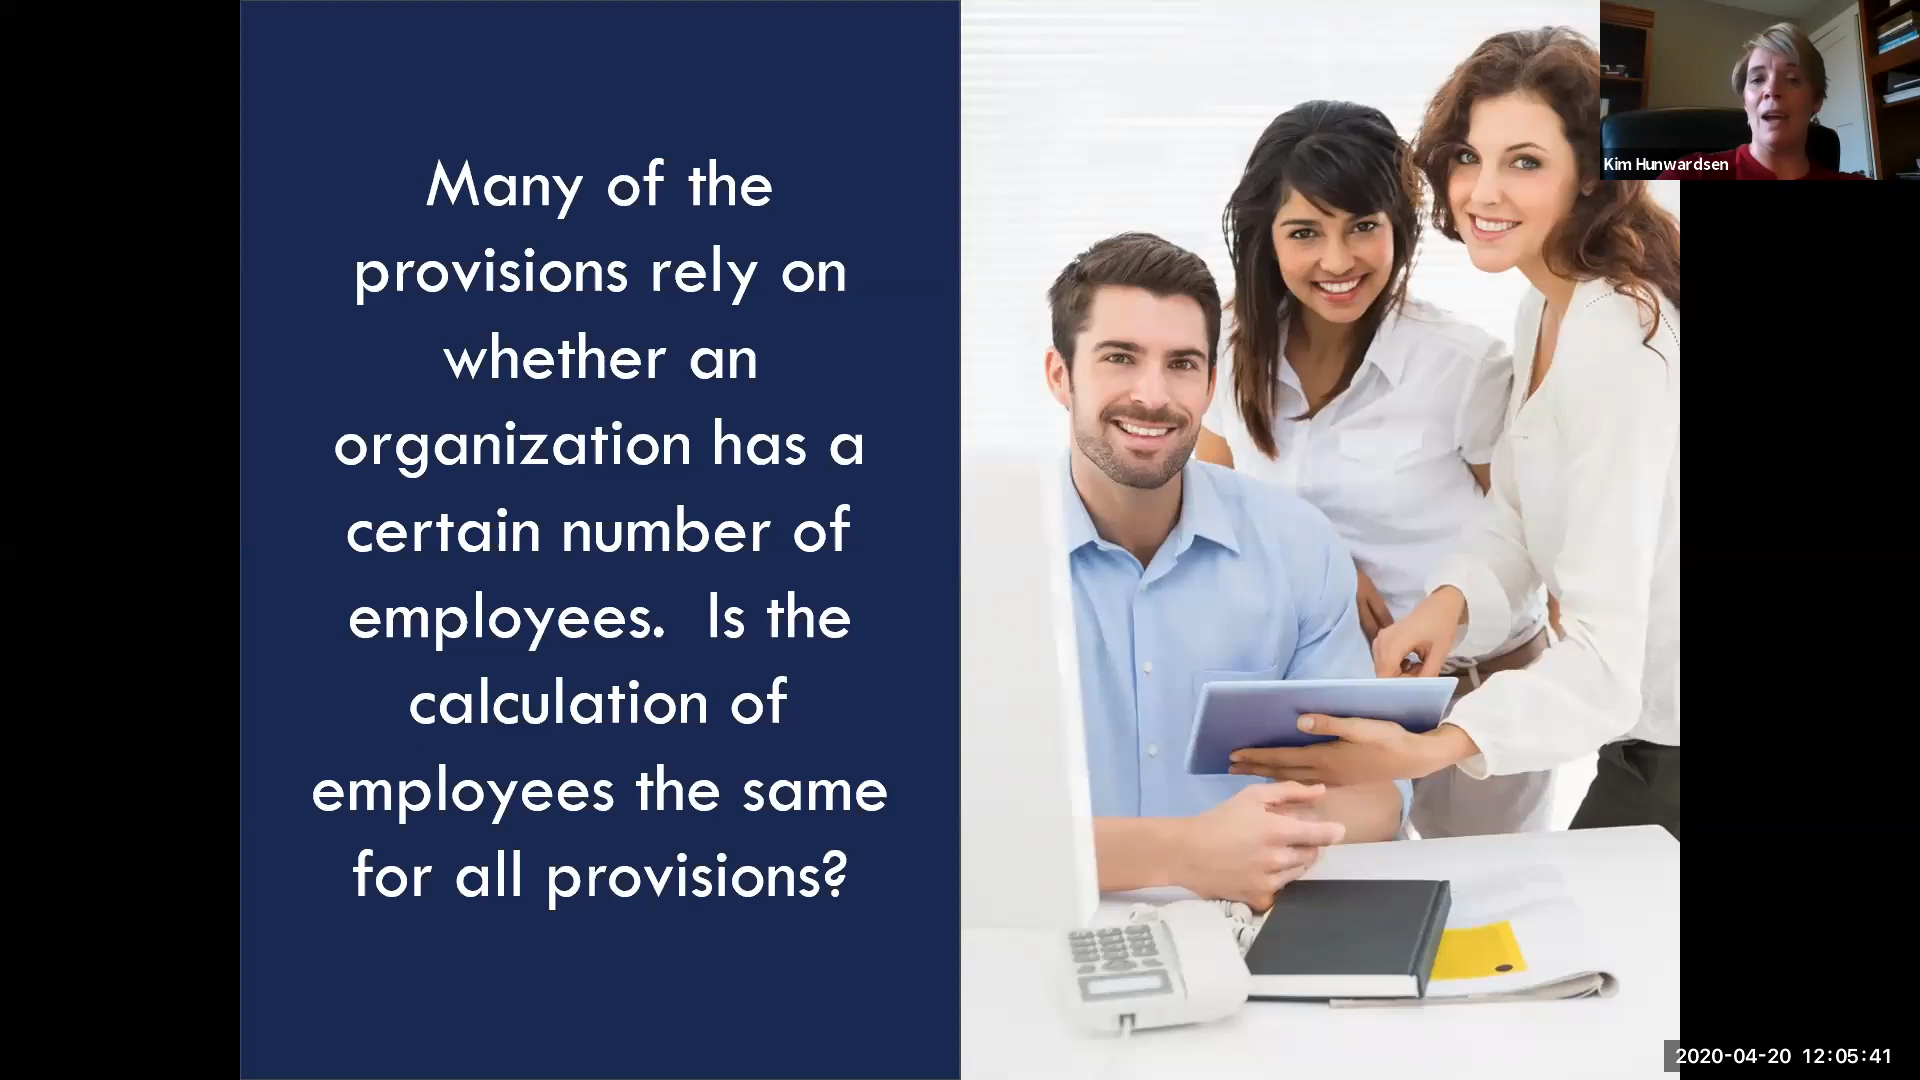 Many of the
provisions rely on
whether an
organization has a
certain number of
employees.  Is the
calculation of
employees the same
for all provisions?
Kim Hunwardsen
2020-04-20 12:05:41